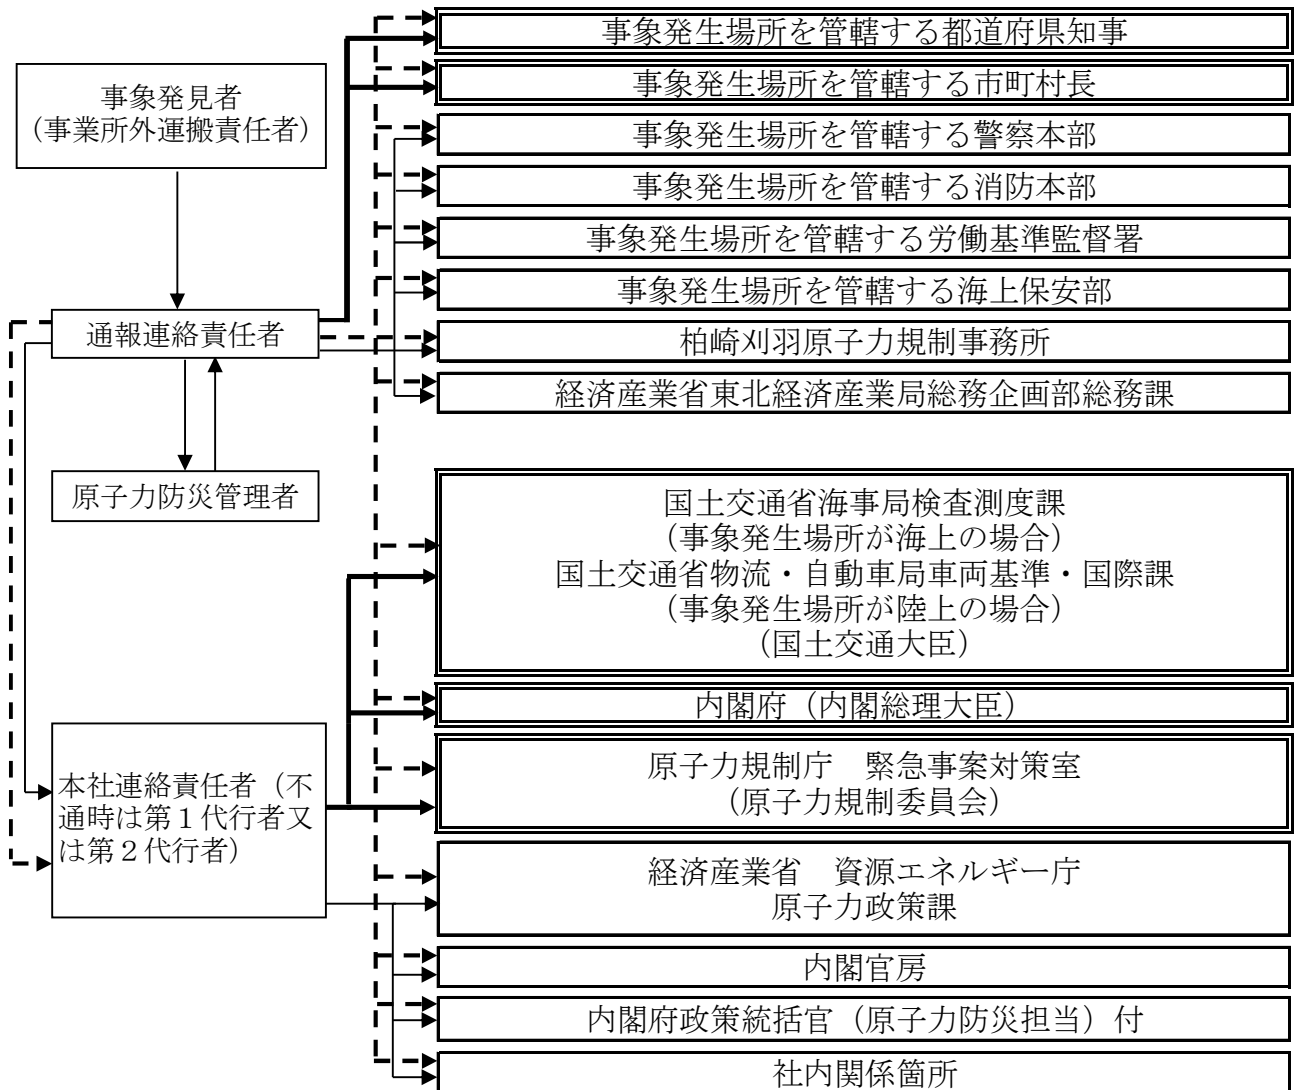 事象発見者
(事業所外運搬責任者)
通報連絡責任者
原子力防災管理者
本社連絡責任者（不
通時は第１代行者又
は第２代行者）
事象発生場所を管轄する都道府県知事
事象発生場所を管轄する市町村長
事象発生場所を管轄する警察本部
事象発生場所を管轄する消防本部
事象発生場所を管轄する労働基準監督署
事象発生場所を管轄する海上保安部
柏崎刈羽原子力規制事務所
経済産業省東北経済産業局総務企画部総務課
国土交通省海事局検査測度課
（事象発生場所が海上の場合）
国土交通省物流・自動車局車両基準・国際課
（事象発生場所が陸上の場合）
（国土交通大臣）
内閣府（内閣総理大臣）
原子力規制庁　緊急事案対策室
（原子力規制委員会）
経済産業省　資源エネルギー庁
原子力政策課
内閣官房
内閣府政策統括官（原子力防災担当）付
社内関係箇所